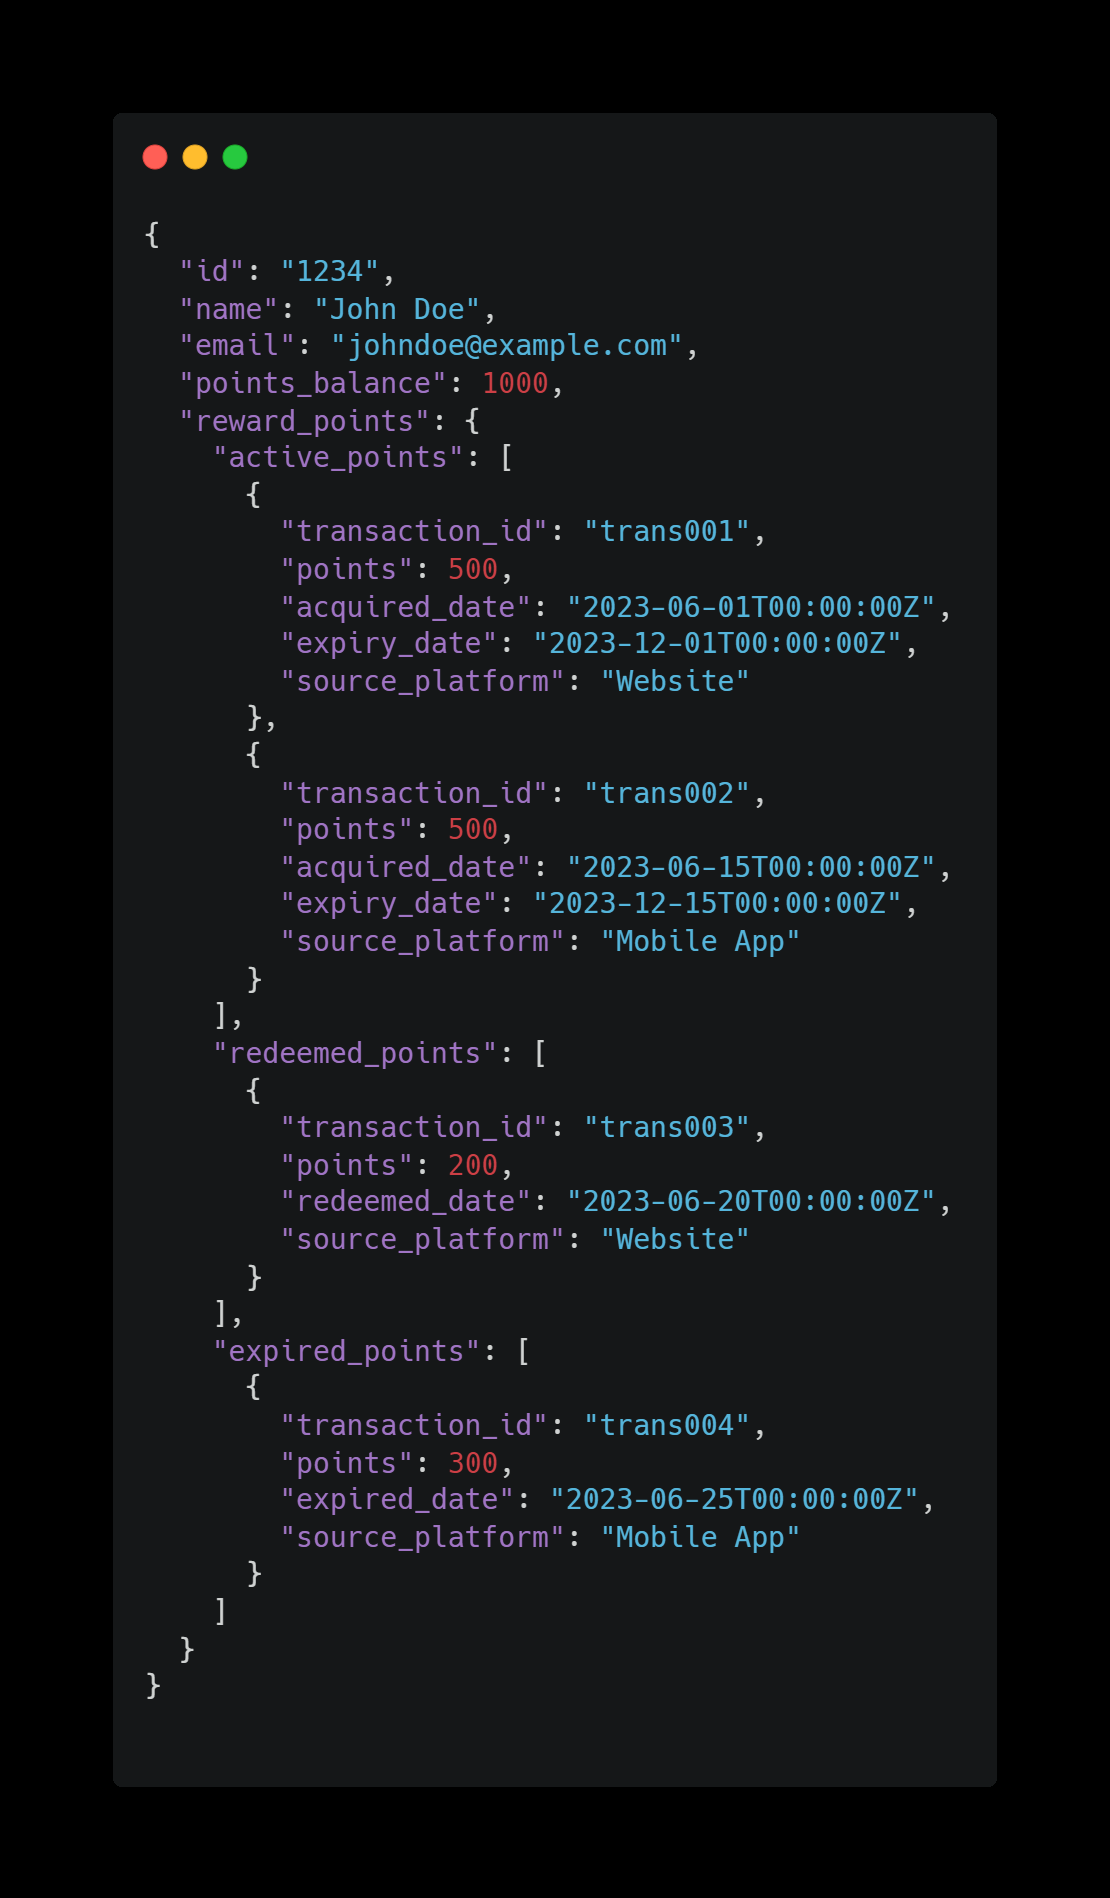 {
  "id": "1234",
  "name": "John Doe",
  "email": "johndoe@example.com",
  "points_balance": 1000,
  "reward_points": {
    "active_points": [
      {
        "transaction_id": "trans001",
        "points": 500,
        "acquired_date": "2023-06-01T00:00:00Z",
        "expiry_date": "2023-12-01T00:00:00Z",
        "source_platform": "Website"
      },
      {
        "transaction_id": "trans002",
        "points": 500,
        "acquired_date": "2023-06-15T00:00:00Z",
        "expiry_date": "2023-12-15T00:00:00Z",
        "source_platform": "Mobile App"
      }
    ],
    "redeemed_points": [
      {
        "transaction_id": "trans003",
        "points": 200,
        "redeemed_date": "2023-06-20T00:00:00Z",
        "source_platform": "Website"
      }
    ],
    "expired_points": [
      {
        "transaction_id": "trans004",
        "points": 300,
        "expired_date": "2023-06-25T00:00:00Z",
        "source_platform": "Mobile App"
      }
    ]
  }
}